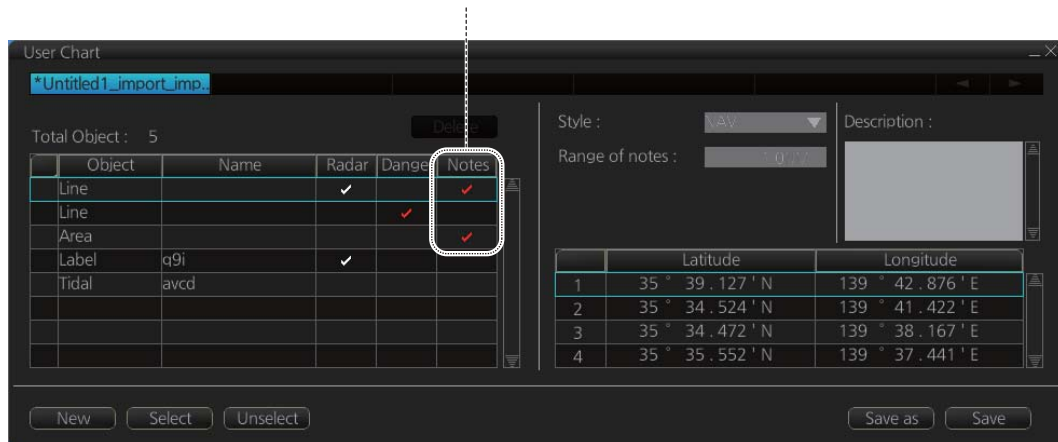 User Chart
*Untitled1_import_imp..
Total Object : 5
Delete
Object Name Radar Dange Notes
Line
Line
Area
Label q9i
Tidal avcd
Style : NAV
Range of notes :
Description :
Latitude Longitude
1 35 ° 39 . 127 ' N 139 ° 42 . 876 ' E
2 35 ° 34 . 524 ' N 139 ° 41 . 422 ' E
3 35 ° 34 . 472 ' N 139 ° 38 . 167 ' E
4 35 ° 35 . 552 ' N 139 ° 37 . 441 ' E
New Select Unselect Save as Save